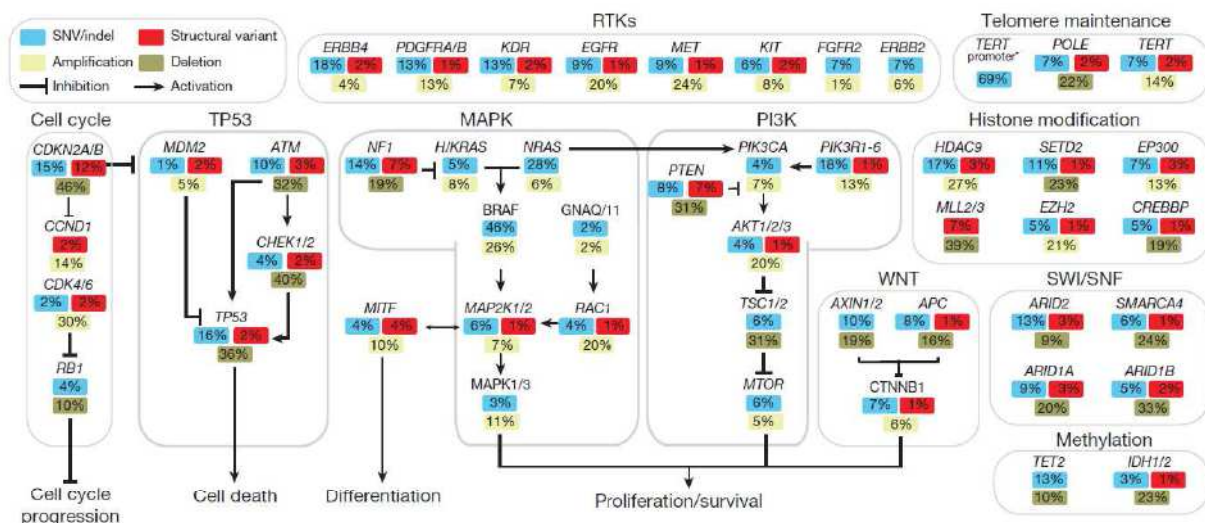 RTKs
Telomere maintenance
SNV/indel Structural variant
Amplification Deletion
Inhibition Activation
ERBB4 PDGFRA/B KDR EGFR MET KIT FGFR2 ERBB2
18% 2% 13% 1% 13% 2% 9% 1% 9% 1% 6% 2% 7% 7%
4% 13% 7% 20% 24% 8% 1% 6%
TERT promoter* POLE TERT
69% 7% 2% 7% 2%
22% 14%
Cell cycle
CDKN2A/B
15% 12%
46%
CCND1
2%
14%
CDK4/6
2% 2%
30%
RB1
4%
10%
Cell cycle
progression
TP53
MDM2 ATM
1% 2% 10% 3%
5% 32%
CHEK1/2
4% 2%
40%
TP53
16% 2%
36%
Cell death
MAPK
NF1 H/KRAS NRAS
14% 7% 5% 28%
19% 8% 6%
BRAF GNAQ/11
46% 2%
26% 2%
MITF MAP2K1/2 RAC1
4% 4% 6% 1% 4% 1%
10% 7% 20%
MAPK1/3
3%
11%
Differentiation
PI3K
PIK3CA PIK3R1-6
4% 18% 1%
7% 13%
PTEN
8% 7%
31%
AKT1/2/3
4% 1%
20%
TSC1/2
6%
31%
MTOR
6%
5%
Proliferation/survival
WNT
AXIN1/2 APC
10% 8% 1%
19% 16%
CTNNB1
7% 1%
6%
Histone modification
HDAC9 SETD2 EP300
17% 3% 11% 1% 7% 3%
27% 23% 13%
MLL2/3 EZH2 CREBBP
7% 5% 1% 5% 1%
39% 21% 19%
SWI/SNF
ARID2 SMARCA4
13% 3% 6% 1%
9% 24%
ARID1A ARID1B
9% 3% 5% 2%
20% 33%
Methylation
TET2 IDH1/2
13% 3% 1%
10% 23%